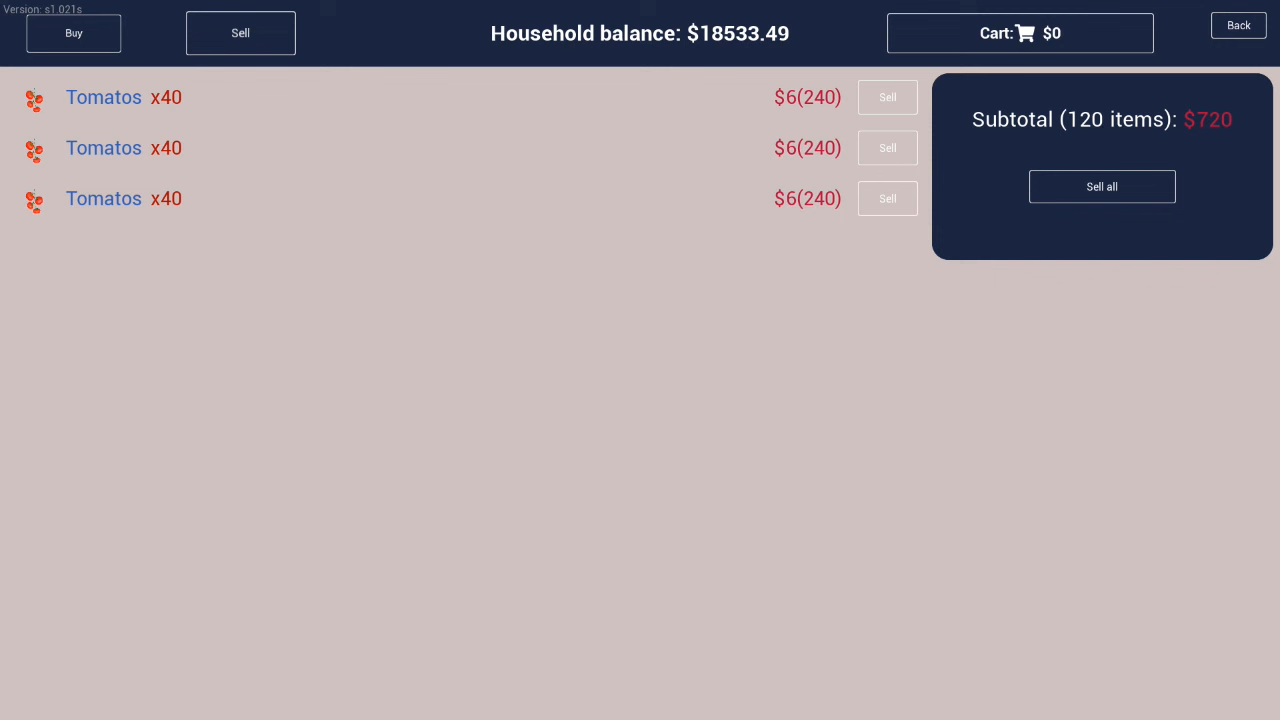 Version: s1.021s
Buy
Sell
Household balance: $18533.49
Cart: $0
Back
Tomatos x40 $6(240) Sell
Tomatos x40 $6(240) Sell
Tomatos x40 $6(240) Sell
Subtotal (120 items): $720
Sell all